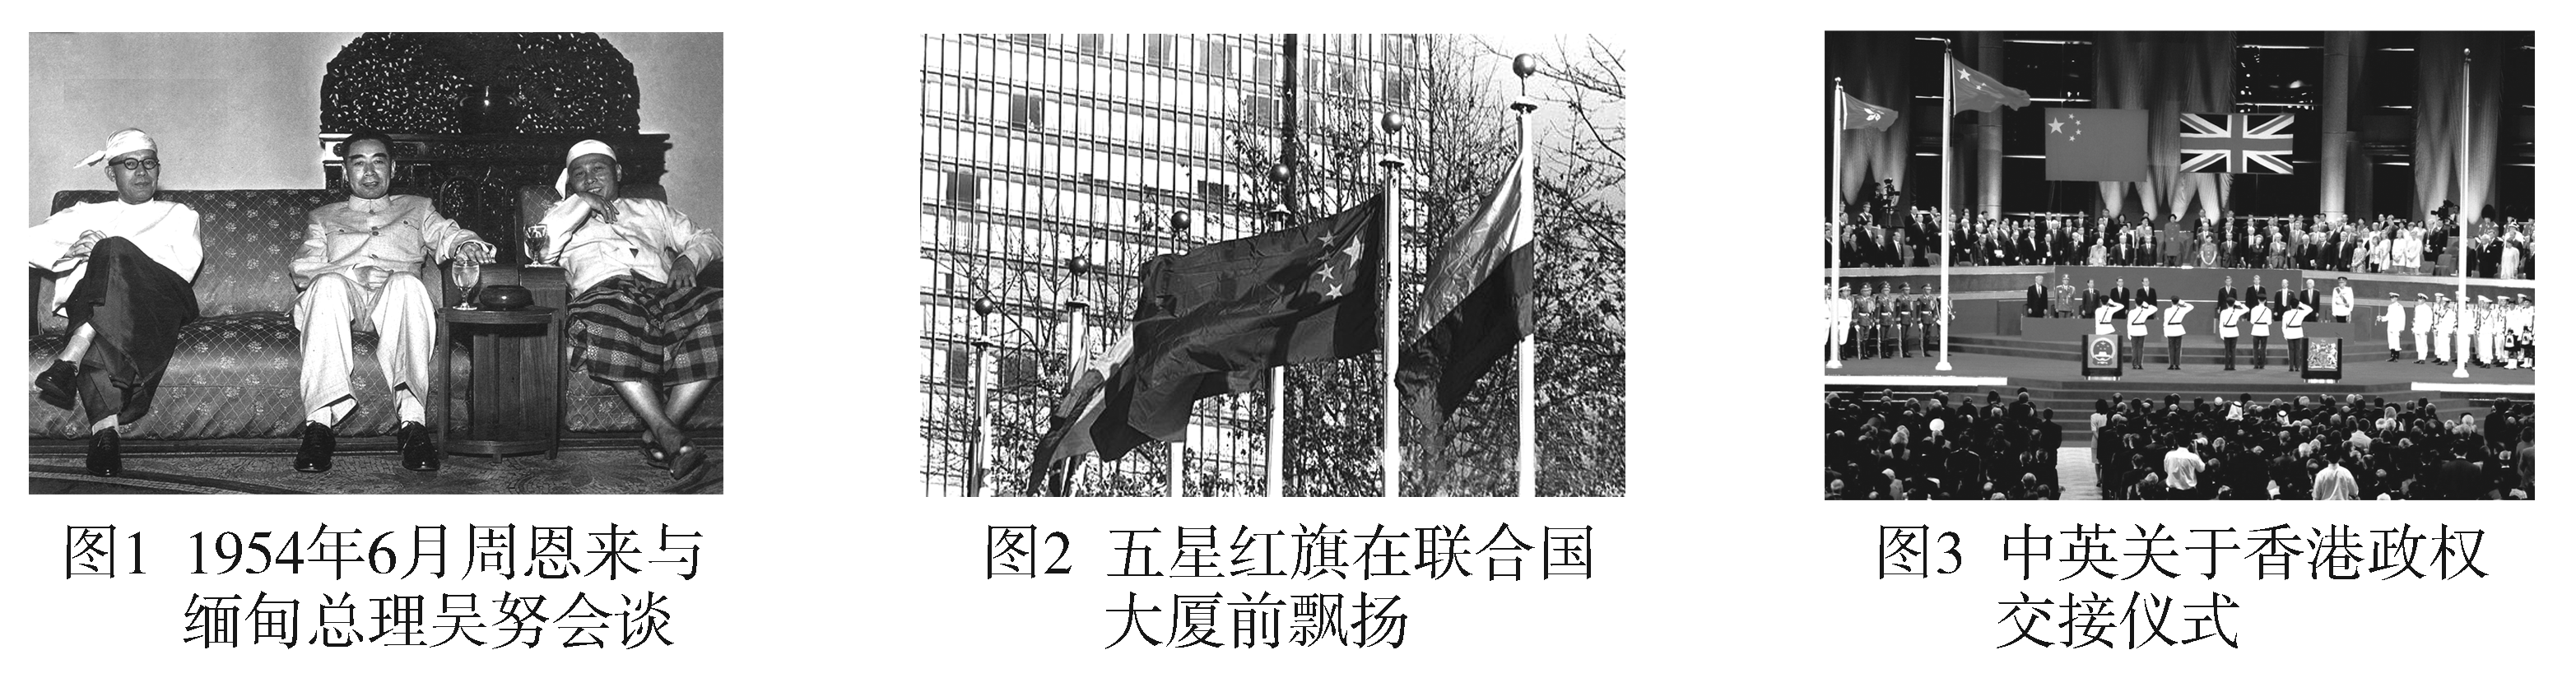 图1 1954年6月周恩来与
缅甸总理吴努会谈
图2 五星红旗在联合国
大厦前飘扬
图3 中英关于香港政权
交接仪式